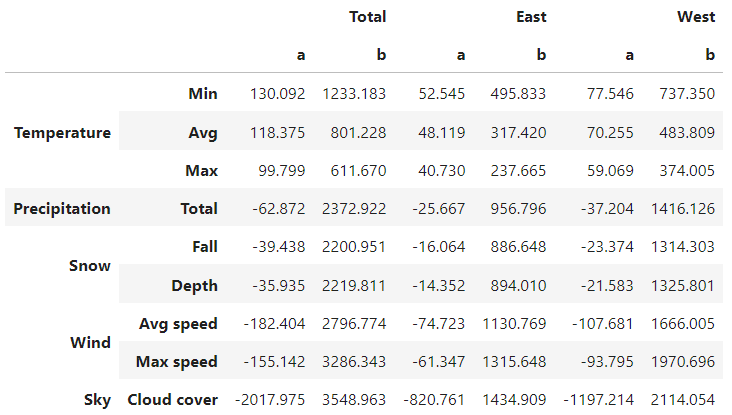 Total East West
a b a b a b
Min 130.092 1233.183 52.545 495.833 77.546 737.350
Temperature Avg 118.375 801.228 48.119 317.420 70.255 483.809
Max 99.799 611.670 40.730 237.665 59.069 374.005
Precipitation Total -62.872 2372.922 -25.667 956.796 -37.204 1416.126
Snow Fall -39.438 2200.951 -16.064 886.648 -23.374 1314.303
Depth -35.935 2219.811 -14.352 894.010 -21.583 1325.801
Wind Avg speed -182.404 2796.774 -74.723 1130.769 -107.681 1666.005
Max speed -155.142 3286.343 -61.347 1315.648 -93.795 1970.696
Sky Cloud cover -2017.975 3548.963 -820.761 1434.909 -1197.214 2114.054